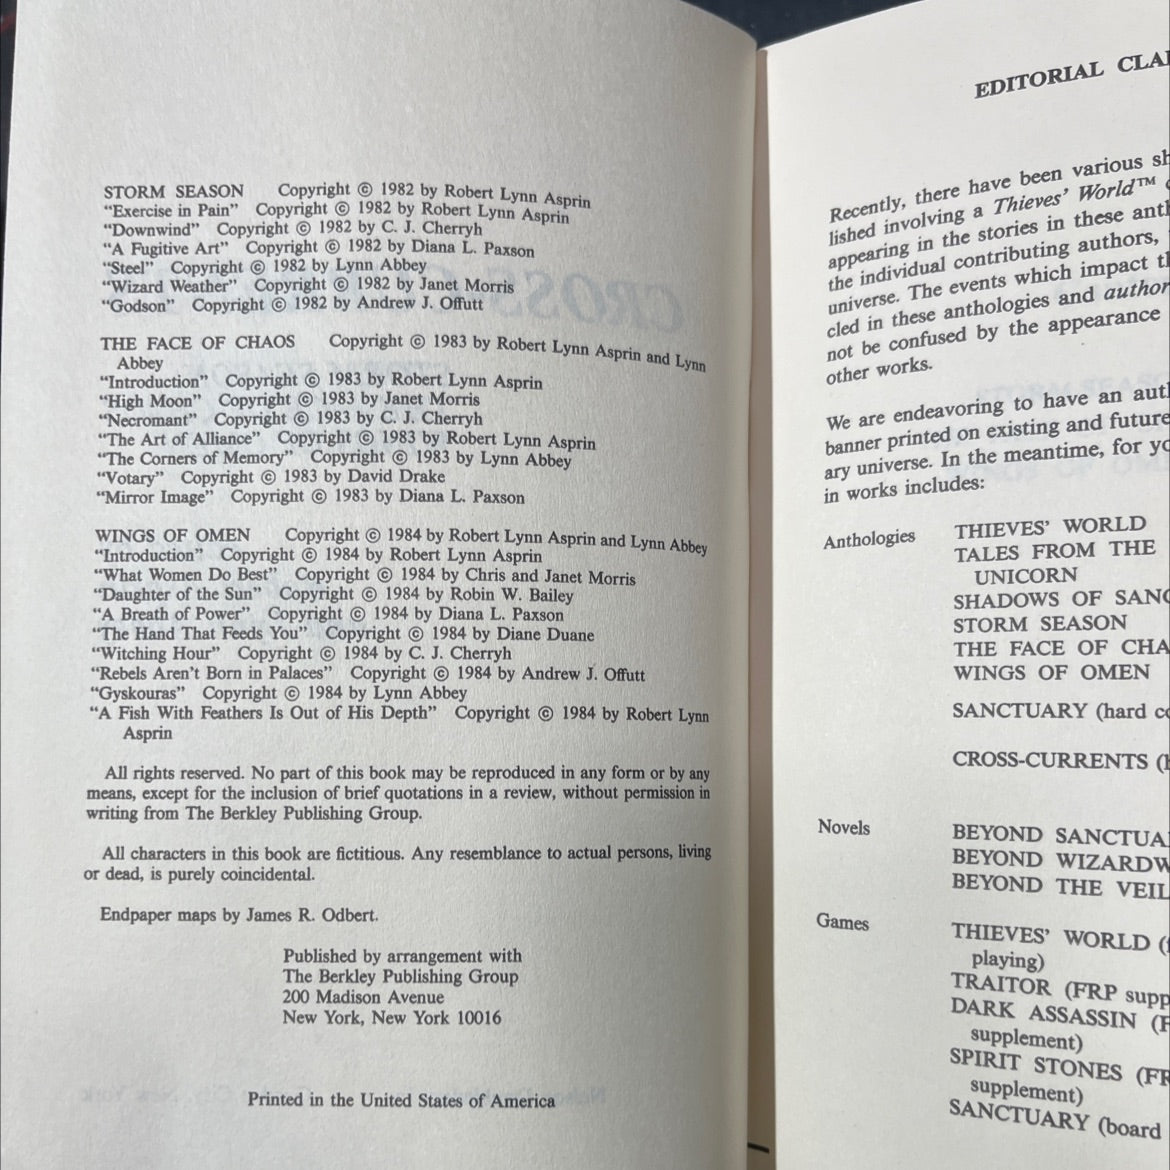 STORM SEASON Copyright © 1982 by Robert Lynn Asprin
“Exercise in Pain” Copyright © 1982 by Robert Lynn Asprin
“Downwind” Copyright © 1982 by C. J. Cherryh
“A Fugitive Art” Copyright © 1982 by Diana L. Paxson
“Steel” Copyright © 1982 by Lynn Abbey
“Wizard Weather” Copyright © 1982 by Janet Morris
“Godson” Copyright © 1982 by Andrew J. Offutt
THE FACE OF CHAOS Copyright © 1983 by Robert Lynn Asprin and Lynn
Abbey
“Introduction” Copyright © 1983 by Robert Lynn Asprin
“High Moon” Copyright © 1983 by Janet Morris
“Necromant” Copyright © 1983 by C. J. Cherryh
“The Art of Alliance” Copyright © 1983 by Robert Lynn Asprin
“The Corners of Memory” Copyright © 1983 by Lynn Abbey
“Votary” Copyright © 1983 by David Drake
“Mirror Image” Copyright © 1983 by Diana L. Paxson
WINGS OF OMEN Copyright © 1984 by Robert Lynn Asprin and Lynn Abbey
“Introduction” Copyright © 1984 by Robert Lynn Asprin
“What Women Do Best” Copyright © 1984 by Chris and Janet Morris
“Daughter of the Sun” Copyright © 1984 by Robin W. Bailey
“A Breath of Power” Copyright © 1984 by Diana L. Paxson
“The Hand That Feeds You” Copyright © 1984 by Diane Duane
“Witching Hour” Copyright © 1984 by C. J. Cherryh
“Rebels Aren’t Born in Palaces” Copyright © 1984 by Andrew J. Offutt
“Gyskouras” Copyright © 1984 by Lynn Abbey
“A Fish With Feathers Is Out of His Depth” Copyright © 1984 by Robert Lynn
Asprin
All rights reserved. No part of this book may be reproduced in any form or by any
means, except for the inclusion of brief quotations in a review, without permission in
writing from The Berkley Publishing Group.
All characters in this book are fictitious. Any resemblance to actual persons, living
or dead, is purely coincidental.
Endpaper maps by James R. Odbert.
Published by arrangement with
The Berkley Publishing Group
200 Madison Avenue
New York, New York 10016
Printed in the United States of America
EDITORIAL
Recently, there have been various
lished involving a Thieves’ World™
appearing in the stories in these
the individual contributing authors,
universe. The events which impact
cled in these anthologies and
not be confused by the appearance
other works.
We are endeavoring to have an
banner printed on existing and future
ary universe. In the meantime, for
in works includes:
Anthologies THIEVES’ WORLD
TALES FROM THE
UNICORN
SHADOWS OF
STORM SEASON
THE FACE OF
WINGS OF OMEN
SANCTUARY (hard
CROSS-CURRENTS
Novels BEYOND
BEYOND
BEYOND THE VEIL
Games THIEVES’ WORLD
playing)
TRAITOR (FRP
DARK ASSASSIN
supplement)
SPIRIT STONES
supplement)
SANCTUARY (board